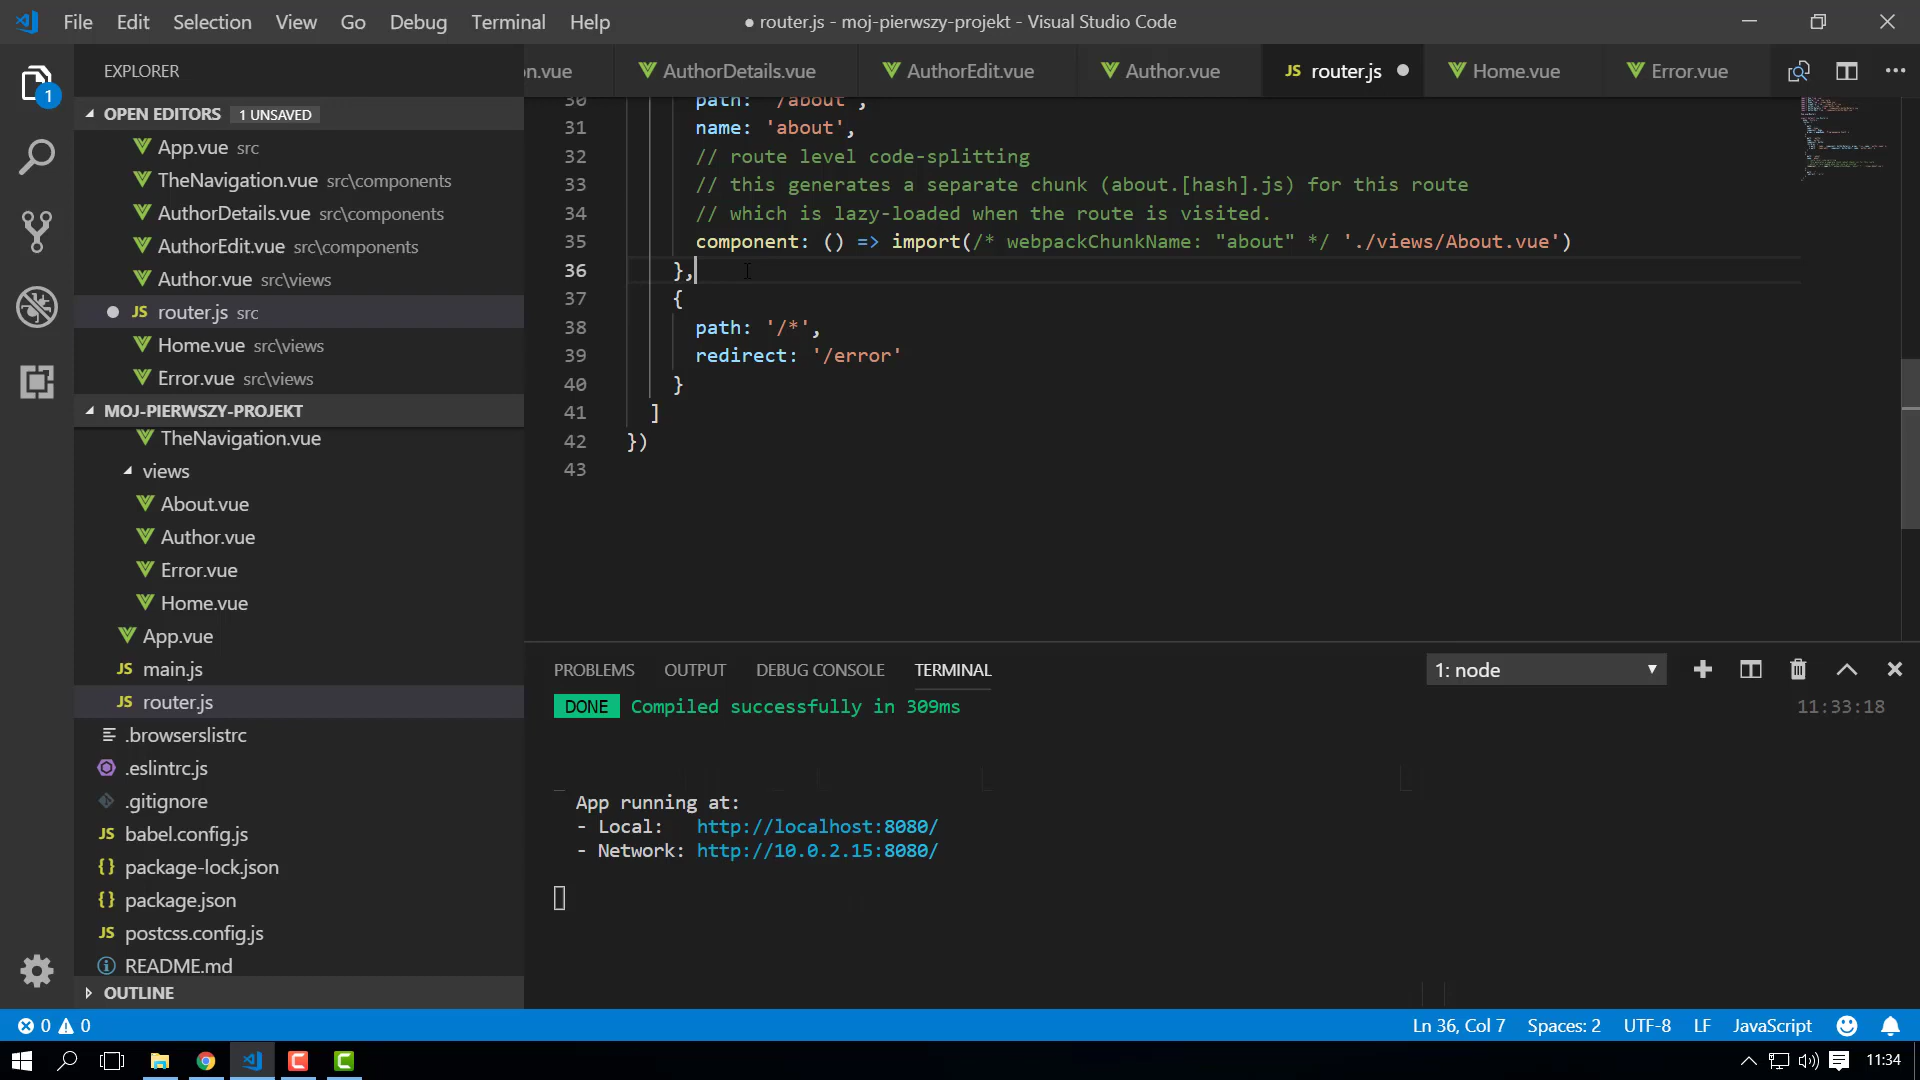 File Edit Selection View Go Debug Terminal Help
● router.js - moj-pierwszy-projekt - Visual Studio Code
EXPLORER
n.vue AuthorDetails.vue AuthorEdit.vue Author.vue JS router.js ● Home.vue Error.vue
OPEN EDITORS 1 UNSAVED
App.vue src
TheNavigation.vue src\components
AuthorDetails.vue src\components
AuthorEdit.vue src\components
Author.vue src\views
● JS router.js src
Home.vue src\views
Error.vue src\views
MOJ-PIERWSZY-PROJEKT
TheNavigation.vue
views
About.vue
Author.vue
Error.vue
Home.vue
App.vue
JS main.js
JS router.js
.browserslistrc
.eslintrc.js
.gitignore
JS babel.config.js
{} package-lock.json
{} package.json
JS postcss.config.js
README.md
OUTLINE
1
30 path: '/about',
31 name: 'about',
32 // route level code-splitting
33 // this generates a separate chunk (about.[hash].js) for this route
34 // which is lazy-loaded when the route is visited.
35 component: () => import(/* webpackChunkName: "about" */ './views/About.vue')
36 },
37 {
38 path: '/*',
39 redirect: '/error'
40 }
41 ]
42 })
43
PROBLEMS OUTPUT DEBUG CONSOLE TERMINAL 1: node
DONE Compiled successfully in 309ms 11:33:18
App running at:
- Local: http://localhost:8080/
- Network: http://10.0.2.15:8080/
0 0 Ln 36, Col 7 Spaces: 2 UTF-8 LF JavaScript
11:34